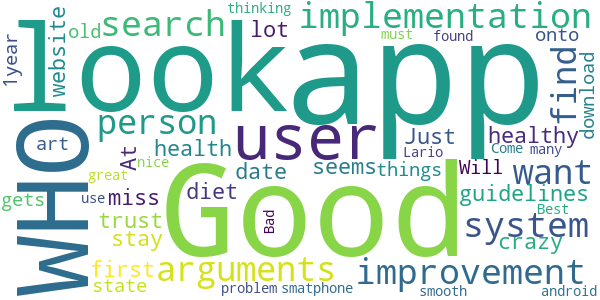 thinking
old
search
lot
implementation
must
found
onto
1year
website
look
app
find
download
WHO
person
user
Just
healthy
art
At
health
Lario
Come
many
nice
great
date
seems
things
Will
want
gets
use
miss
diet
Good
guidelines
Best
trust
Bad
system
stay
crazy
first
arguments
improvement
state
problem
smatphone
smooth
android